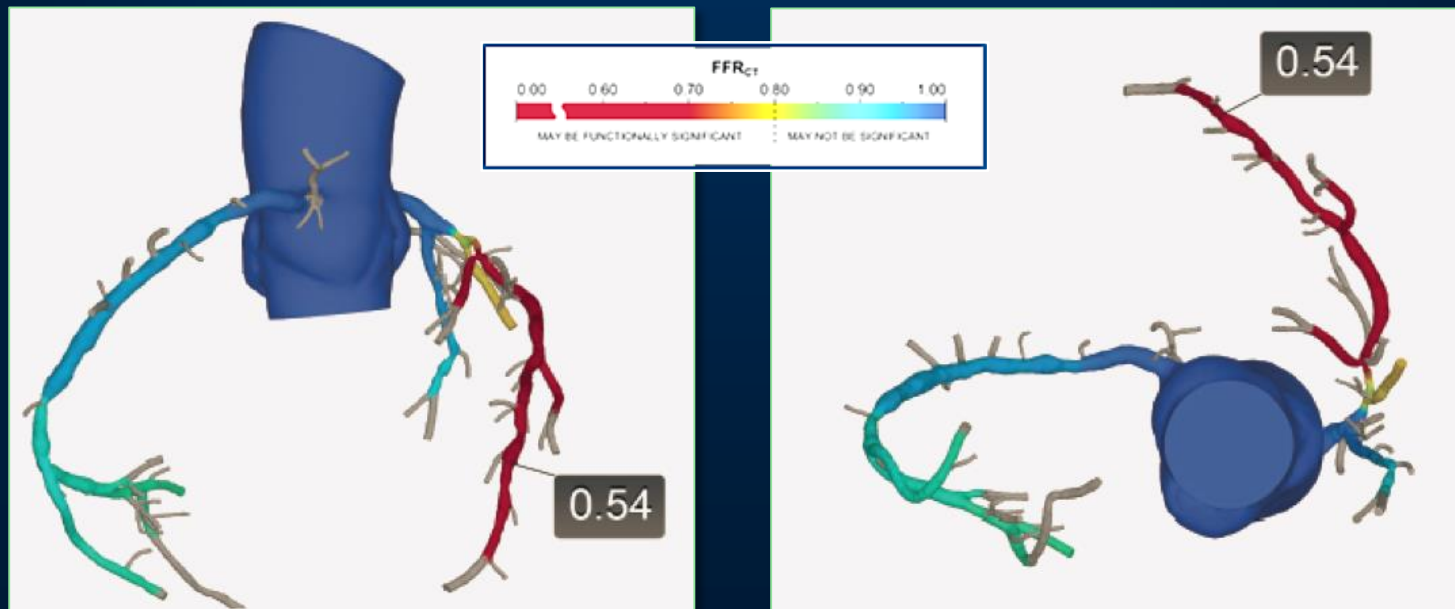 FFRCT
0.00 0.60 0.70 0.80 0.90 1.00
MAY BE FUNCTIONALLY SIGNIFICANT MAY NOT BE SIGNIFICANT
0.54
0.54